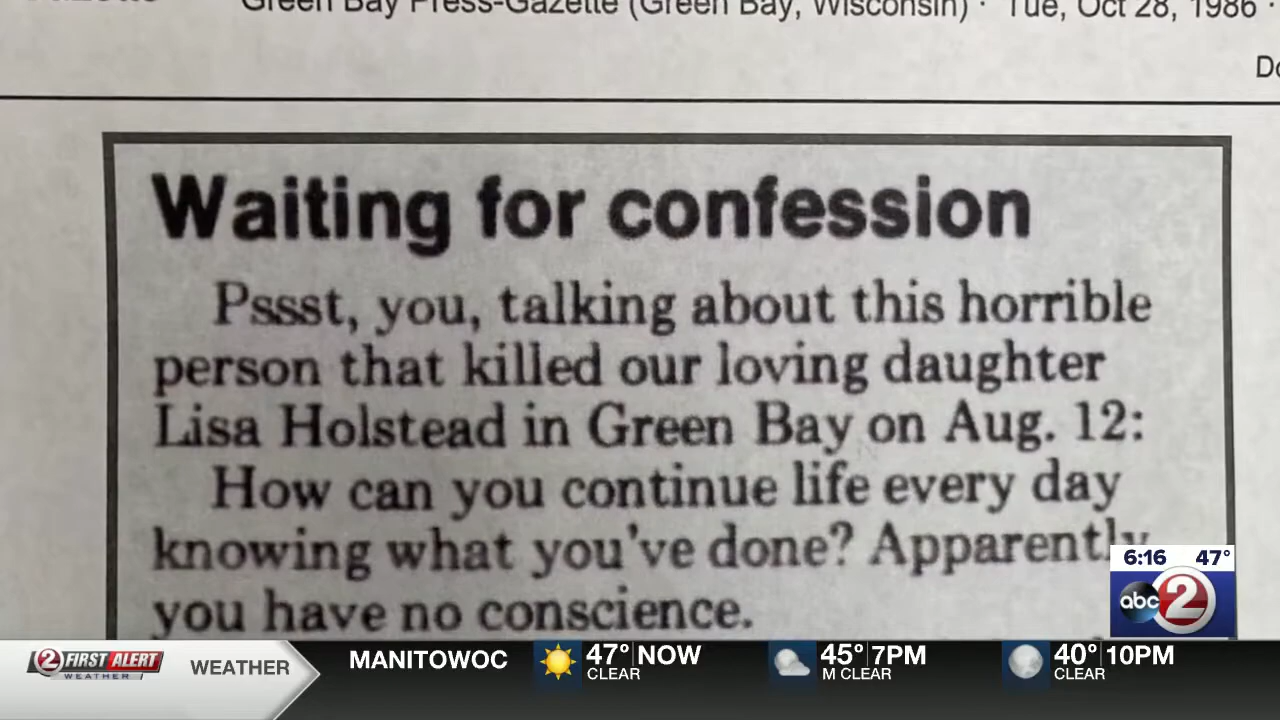 Green Bay Press-Gazette (Green Bay, Wisconsin) · Tue, Oct 28, 1986 ·
Waiting for confession
Pssst, you, talking about this horrible
person that killed our loving daughter
Lisa Holstead in Green Bay on Aug. 12:
How can you continue life every day
knowing what you've done? Apparently
you have no conscience.
6:16 47°
abc 2
2 FIRST ALERT
WEATHER
WEATHER
MANITOWOC
47° NOW
CLEAR
45° 7PM
M CLEAR
40° 10PM
CLEAR